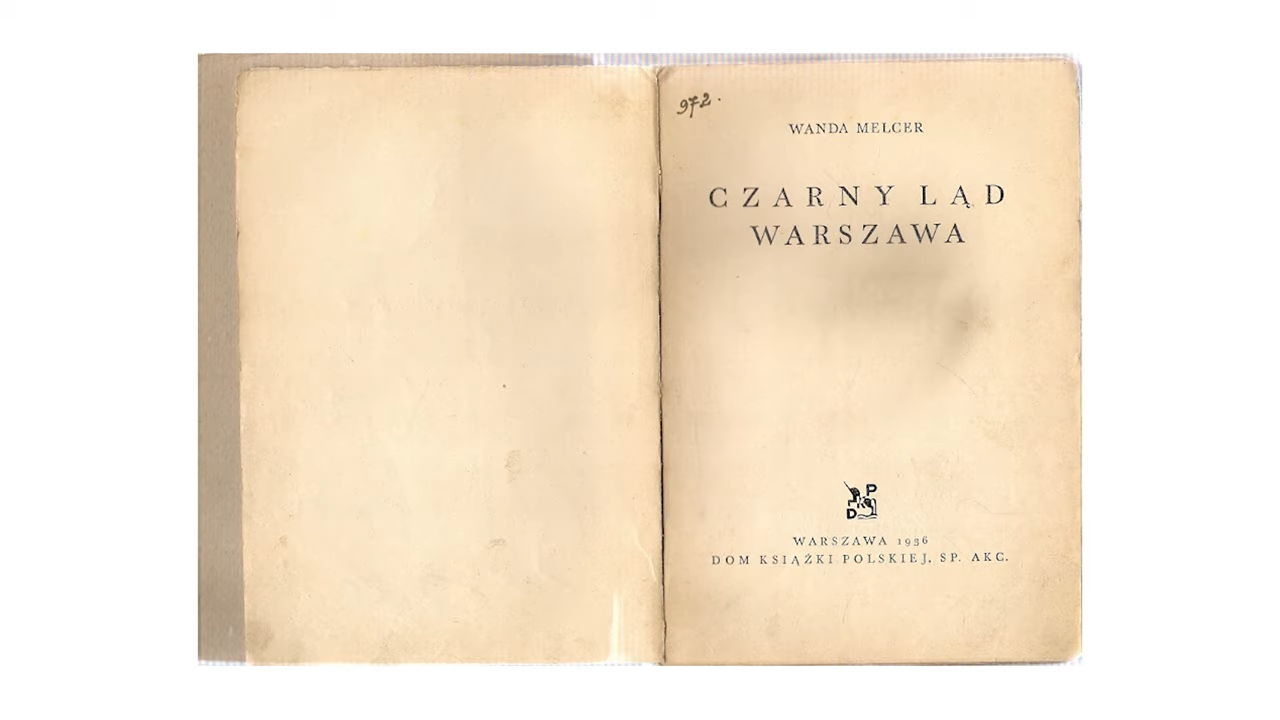 972.
WANDA MELCER
CZARNY LĄD
WARSZAWA
P
D
WARSZAWA 1936
DOM KSIĄŻKI POLSKIEJ, SP. AKC.